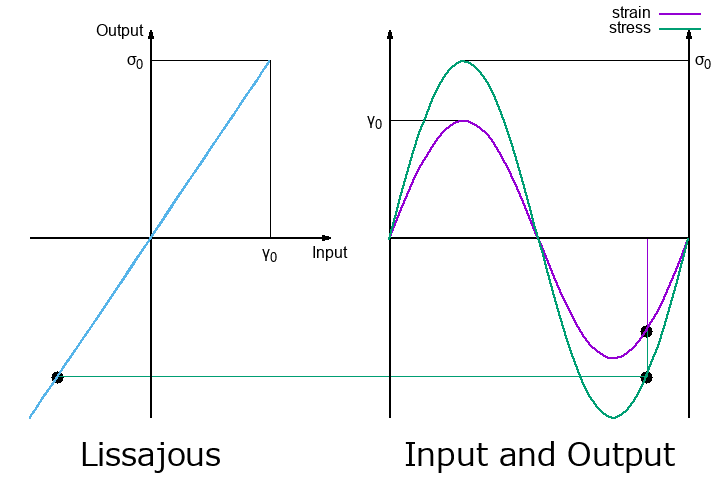 strain
stress
Output
σ0
σ0
γ0
γ0
Input
Lissajous
Input and Output